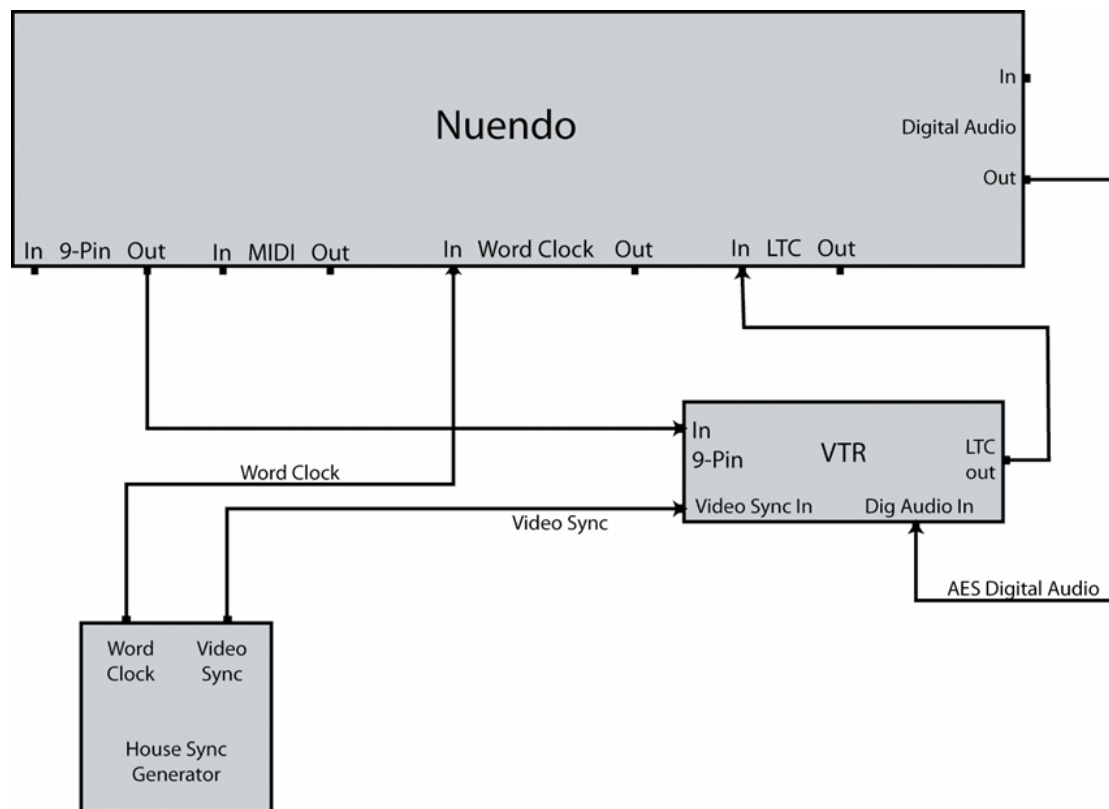 In
Nuendo
Digital Audio
Out
In 9-Pin Out In MIDI Out In Word Clock Out In LTC Out
In
9-Pin
VTR
LTC
out
Word Clock
Video Sync In Dig Audio In
Video Sync
AES Digital Audio
Word
Clock
Video
Sync
House Sync
Generator